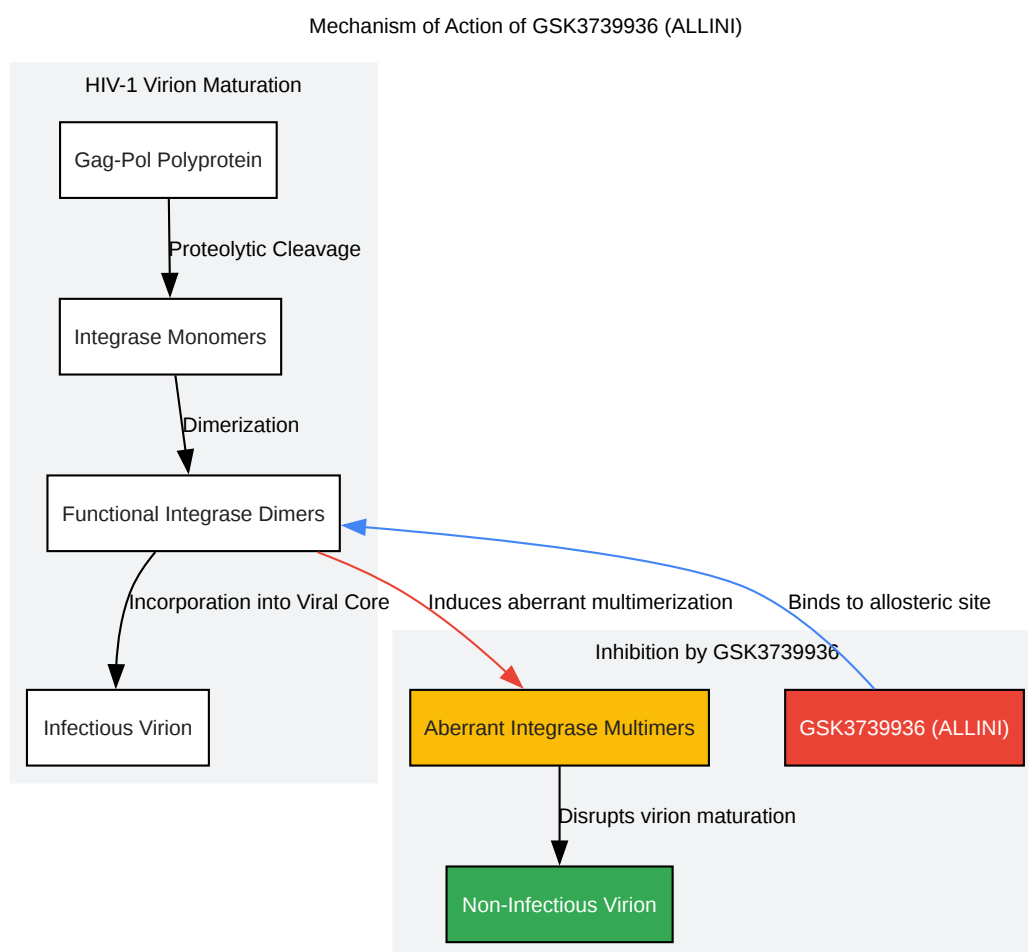 Mechanism of Action of GSK3739936 (ALLINI)
HIV-1 Virion Maturation
Gag-Pol Polyprotein
Proteolytic Cleavage
Integrase Monomers
Dimerization
Functional Integrase Dimers
Incorporation into Viral Core
Induces aberrant multimerization
Binds to allosteric site
Inhibition by GSK3739936
Infectious Virion
Aberrant Integrase Multimers
GSK3739936 (ALLINI)
Disrupts virion maturation
Non-Infectious Virion